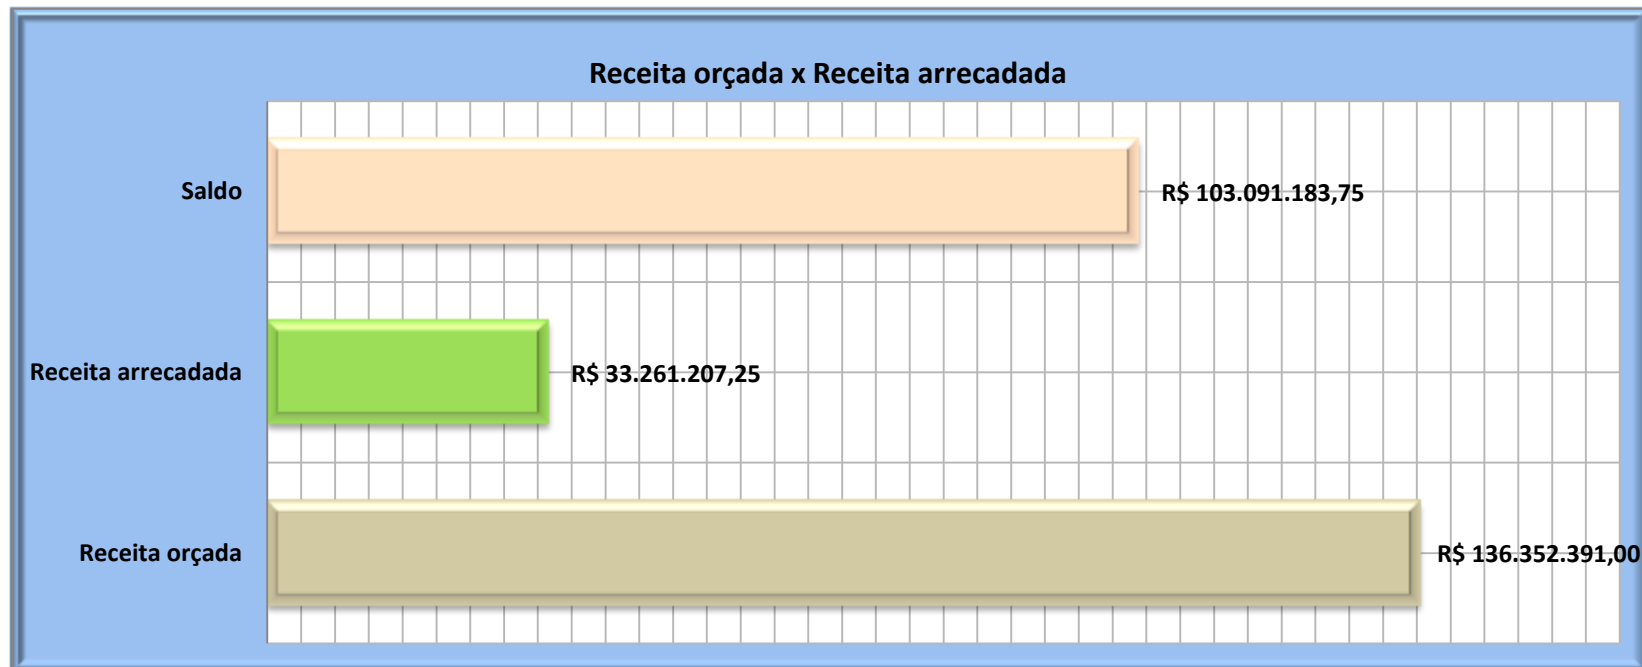 Receita orçada x Receita arrecadada
Saldo
R$ 103.091.183,75
Receita arrecadada
R$ 33.261.207,25
Receita orçada
R$ 136.352.391,00